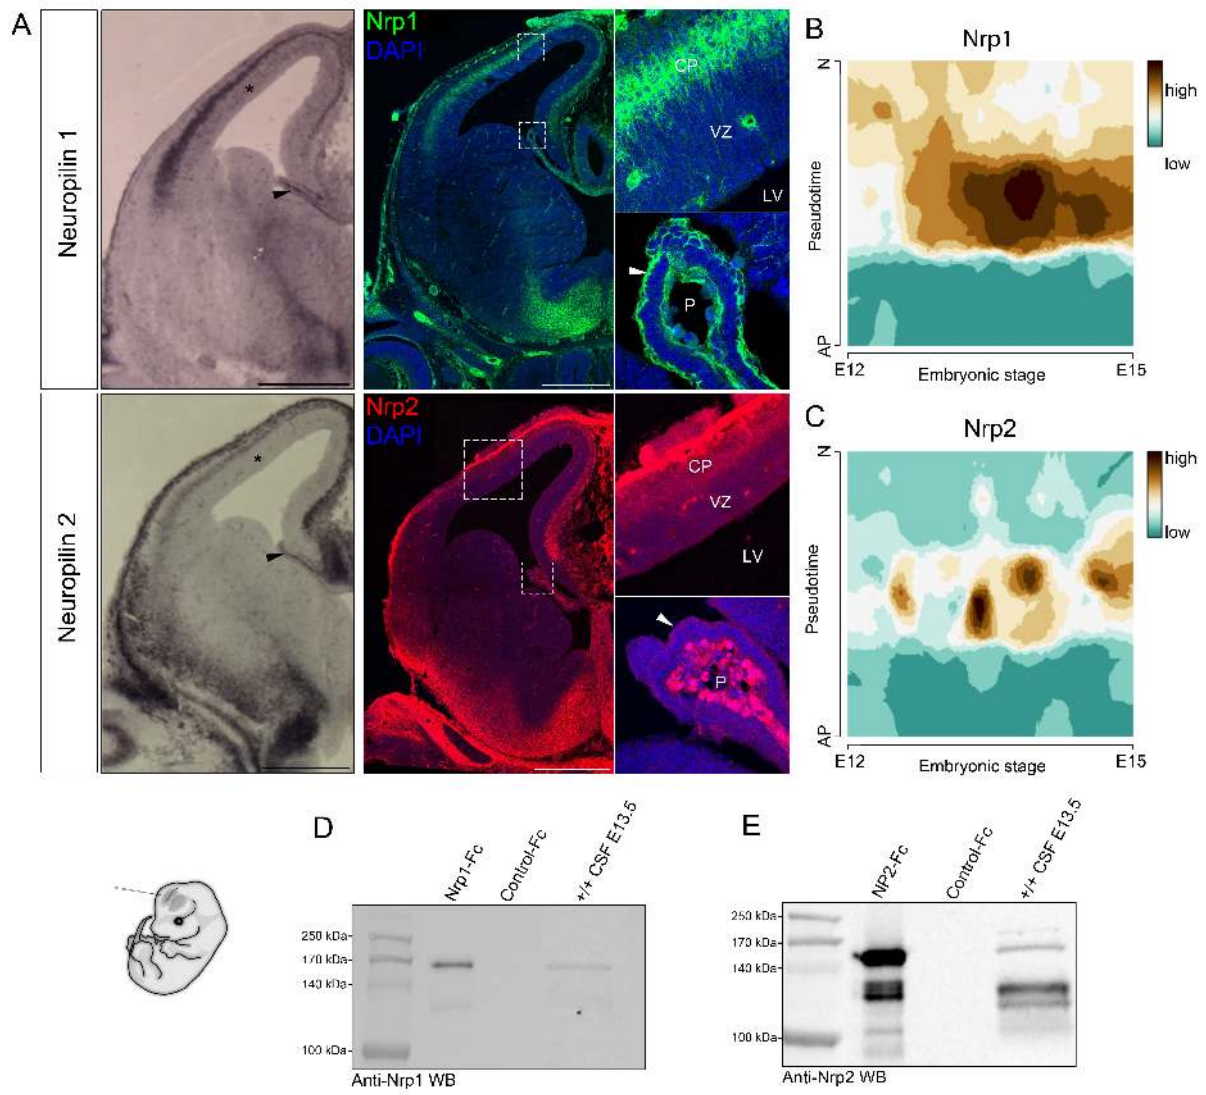 A
Neuropilin 1
Nrp1
DAPI
CP
VZ
LV
P
*
Neuropilin 2
Nrp2
DAPI
CP
VZ
LV
P
*
B
Nrp1
N
Pseudotime
AP
E12
Embryonic stage
E15
high
low
C
Nrp2
N
Pseudotime
AP
E12
Embryonic stage
E15
high
low
D
Nrp1-Fc
Control-Fc
+/+ CSF E13.5
250 kDa
170 kDa
140 kDa
100 kDa
Anti-Nrp1 WB
E
NP2-Fc
Control-Fc
+/+ CSF E13.5
250 kDa
170 kDa
140 kDa
100 kDa
Anti-Nrp2 WB